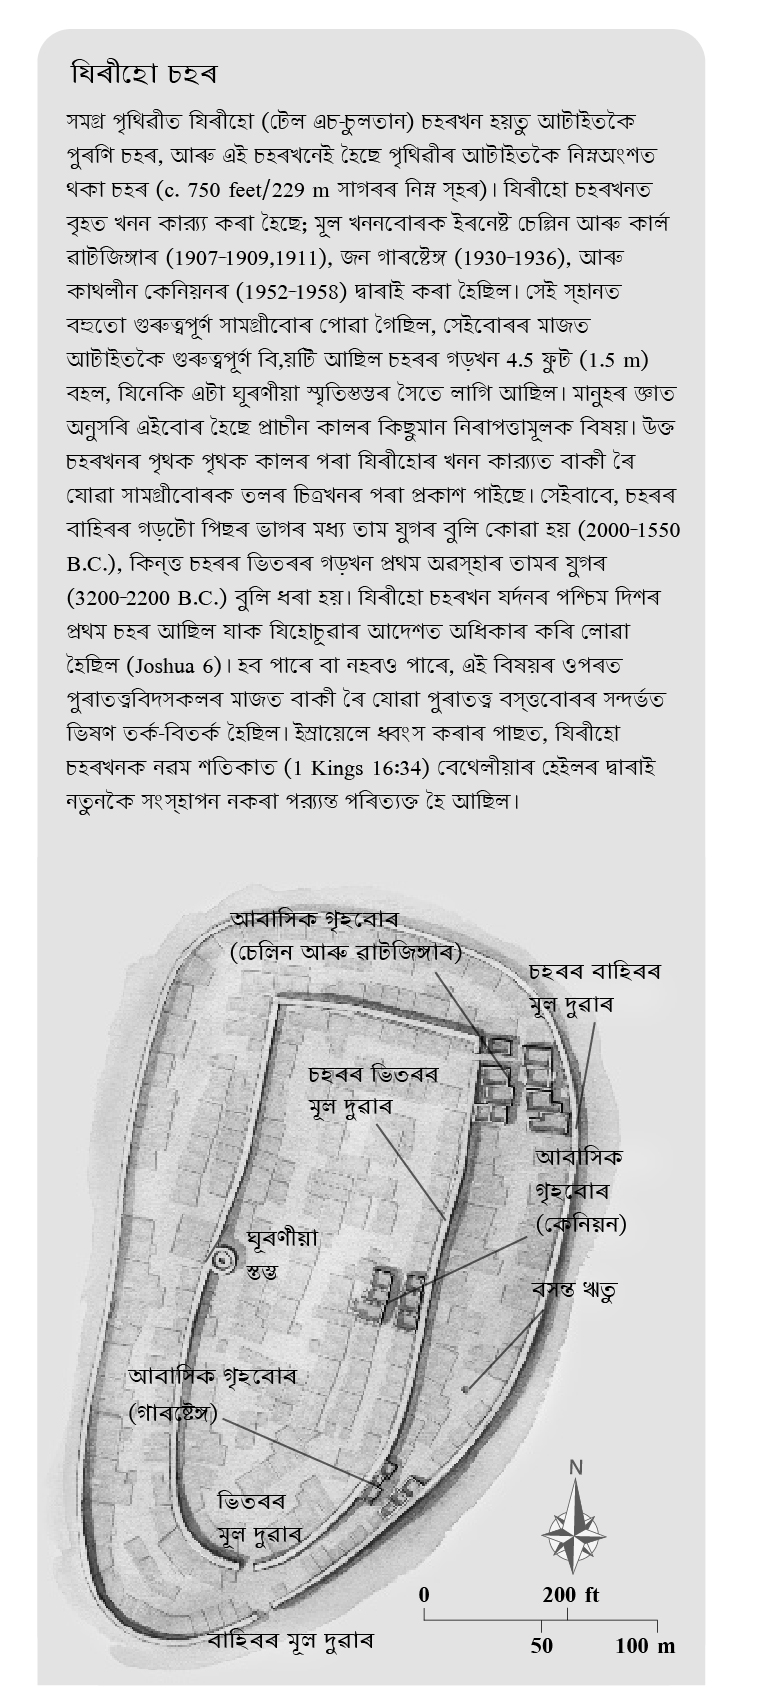 যিৰীহো চহৰ
সমগ্ৰ পৃথিৱীত যিৰীহো (টেল এচ-চুলতান) চহৰখন হয়তু আটাইতকৈ
পুৰণি চহৰ, আৰু এই চহৰখনেই হৈছে পৃথিৱীৰ আটাইতকৈ নিম্নঅংশত
থকা চহৰ (c. 750 feet/229 m সাগৰৰ নিম্ন স্হৰ)। যিৰীহো চহৰখনত
বৃহত খনন কাৰ্য্য কৰা হৈছে; মূল খননবোৰক ইৰনেষ্ট চেল্লিন আৰু কাৰ্ল
ৱাটজিঙ্গাৰ (1907-1909,1911), জন গাৰষ্টেঙ্গ (1930-1936), আৰু
কাথলীন কেনিয়নৰ (1952-1958) দ্বাৰাই কৰা হৈছিল। সেই স্হানত
বহুতো গুৰুত্বপূৰ্ণ সামগ্ৰীবোৰ পোৱা গৈছিল, সেইবোৰৰ মাজত
আটাইতকৈ গুৰুত্বপূৰ্ণ বি,য়টি আছিল চহৰৰ গড়খন 4.5 ফুট (1.5 m)
বহল, যিনেকি এটা ঘূৰণীয়া স্মৃতিস্তম্ভৰ সৈতে লাগি আছিল। মানুহৰ জ্ঞাত
অনুসৰি এইবোৰ হৈছে প্ৰাচীন কালৰ কিছুমান নিৰাপত্তামূলক বিষয়। উক্ত
চহৰখনৰ পৃথক পৃথক কালৰ পৰা যিৰীহোৰ খনন কাৰ্য্যত বাকী ৰৈ
যোৱা সামগ্ৰীবোৰক তলৰ চিত্ৰখনৰ পৰা প্ৰকাশ পাইছে। সেইবাবে, চহৰৰ
বাহিৰৰ গড়টো পিছৰ ভাগৰ মধ্য তাম যুগৰ বুলি কোৱা হয় (2000-1550
B.C.), কিন্ত্ত চহৰৰ ভিতৰৰ গড়খন প্ৰথম অৱস্হাৰ তামৰ যুগৰ
(3200-2200 B.C.) বুলি ধৰা হয়। যিৰীহো চহৰখন যৰ্দনৰ পশ্চিম দিশৰ
প্ৰথম চহৰ আছিল যাক যিহোচূৱাৰ আদেশত অধিকাৰ কৰি লোৱা
হৈছিল (Joshua 6)। হব পাৰে বা নহবও পাৰে, এই বিষয়ৰ ওপৰত
পুৰাতত্ত্ববিদসকলৰ মাজত বাকী ৰৈ যোৱা পুৰাতত্ত্ব বস্ত্তবোৰৰ সন্দৰ্ভত
ভিষণ তৰ্ক-বিতৰ্ক হৈছিল। ইস্ৰায়েলে ধ্বংস কৰাৰ পাছত, যিৰীহো
চহৰখনক নৱম শতিকাত (1 Kings 16:34) বেথেলীয়াৰ হেইলৰ দ্বাৰাই
নতুনকৈ সংস্হাপন নকৰা পৰ্য্যন্ত পৰিত্যক্ত হৈ আছিল।
আবাসিক গৃহবোৰ
(চেলিন আৰু ৱাটজিঙ্গাৰ)
চহৰৰ বাহিৰৰ
মূল দুৱাৰ
চহৰৰ ভিতৰৰ
মূল দুৱাৰ
আবাসিক
গৃহবোৰ
(কেনিয়ন)
ঘূৰণীয়া
স্তম্ভ
বসন্ত ঋতু
আবাসিক গৃহবোৰ
(গাৰষ্টেঙ্গ)
ভিতৰৰ
মূল দুৱাৰ
বাহিৰৰ মূল দুৱাৰ
N
0 200 ft
50 100 m